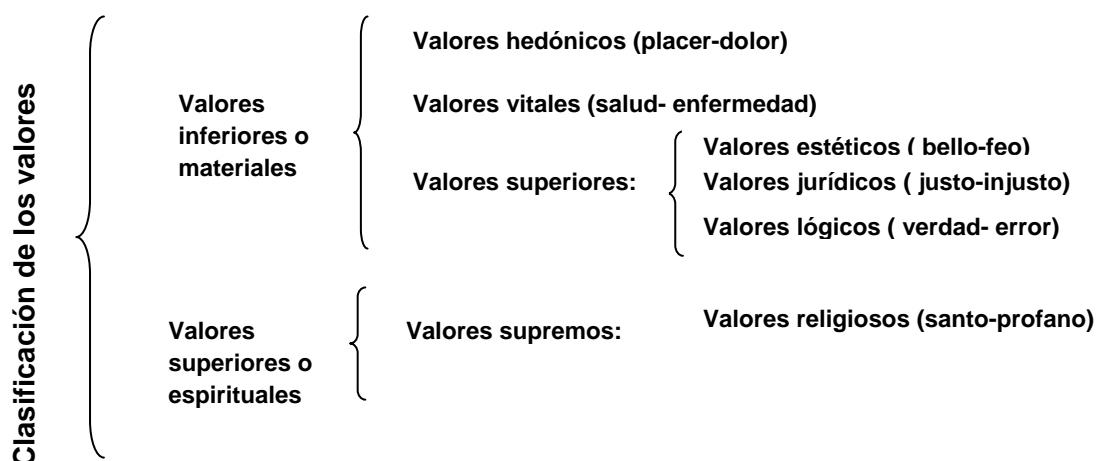 Clasificación de los valores
Valores
inferiores o
materiales
Valores hedónicos (placer-dolor)
Valores vitales (salud- enfermedad)
Valores superiores:
Valores estéticos ( bello-feo)
Valores jurídicos ( justo-injusto)
Valores lógicos ( verdad- error)
Valores
superiores o
espirituales
Valores supremos:
Valores religiosos (santo-profano)